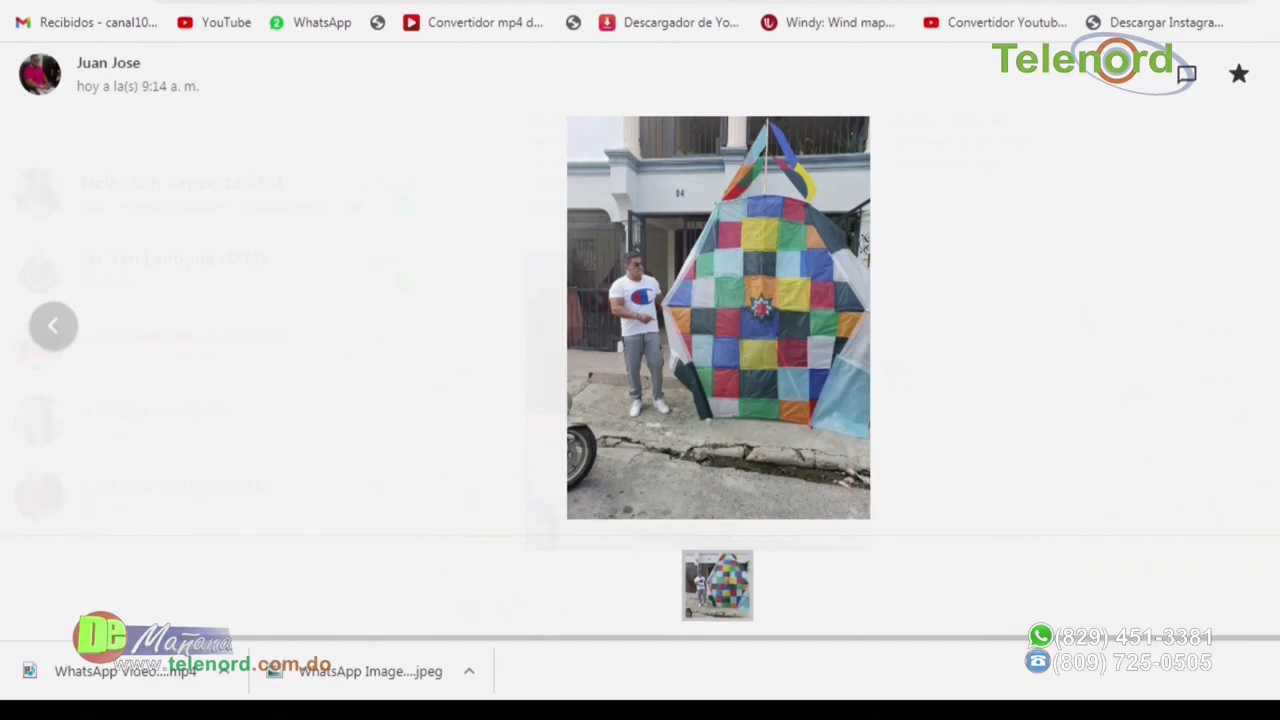 Recibidos - canal10...
YouTube
WhatsApp
Convertidor mp4 d...
Descargador de Yo...
Windy: Wind map...
Convertidor Youtub...
Descargar Instagra...
Juan Jose
hoy a la(s) 9:14 a. m.
Telenord
De Mañana
www.telenord.com.do
WhatsApp Video....mp4
WhatsApp Image....jpeg
(829) 451-3381
(809) 725-0505